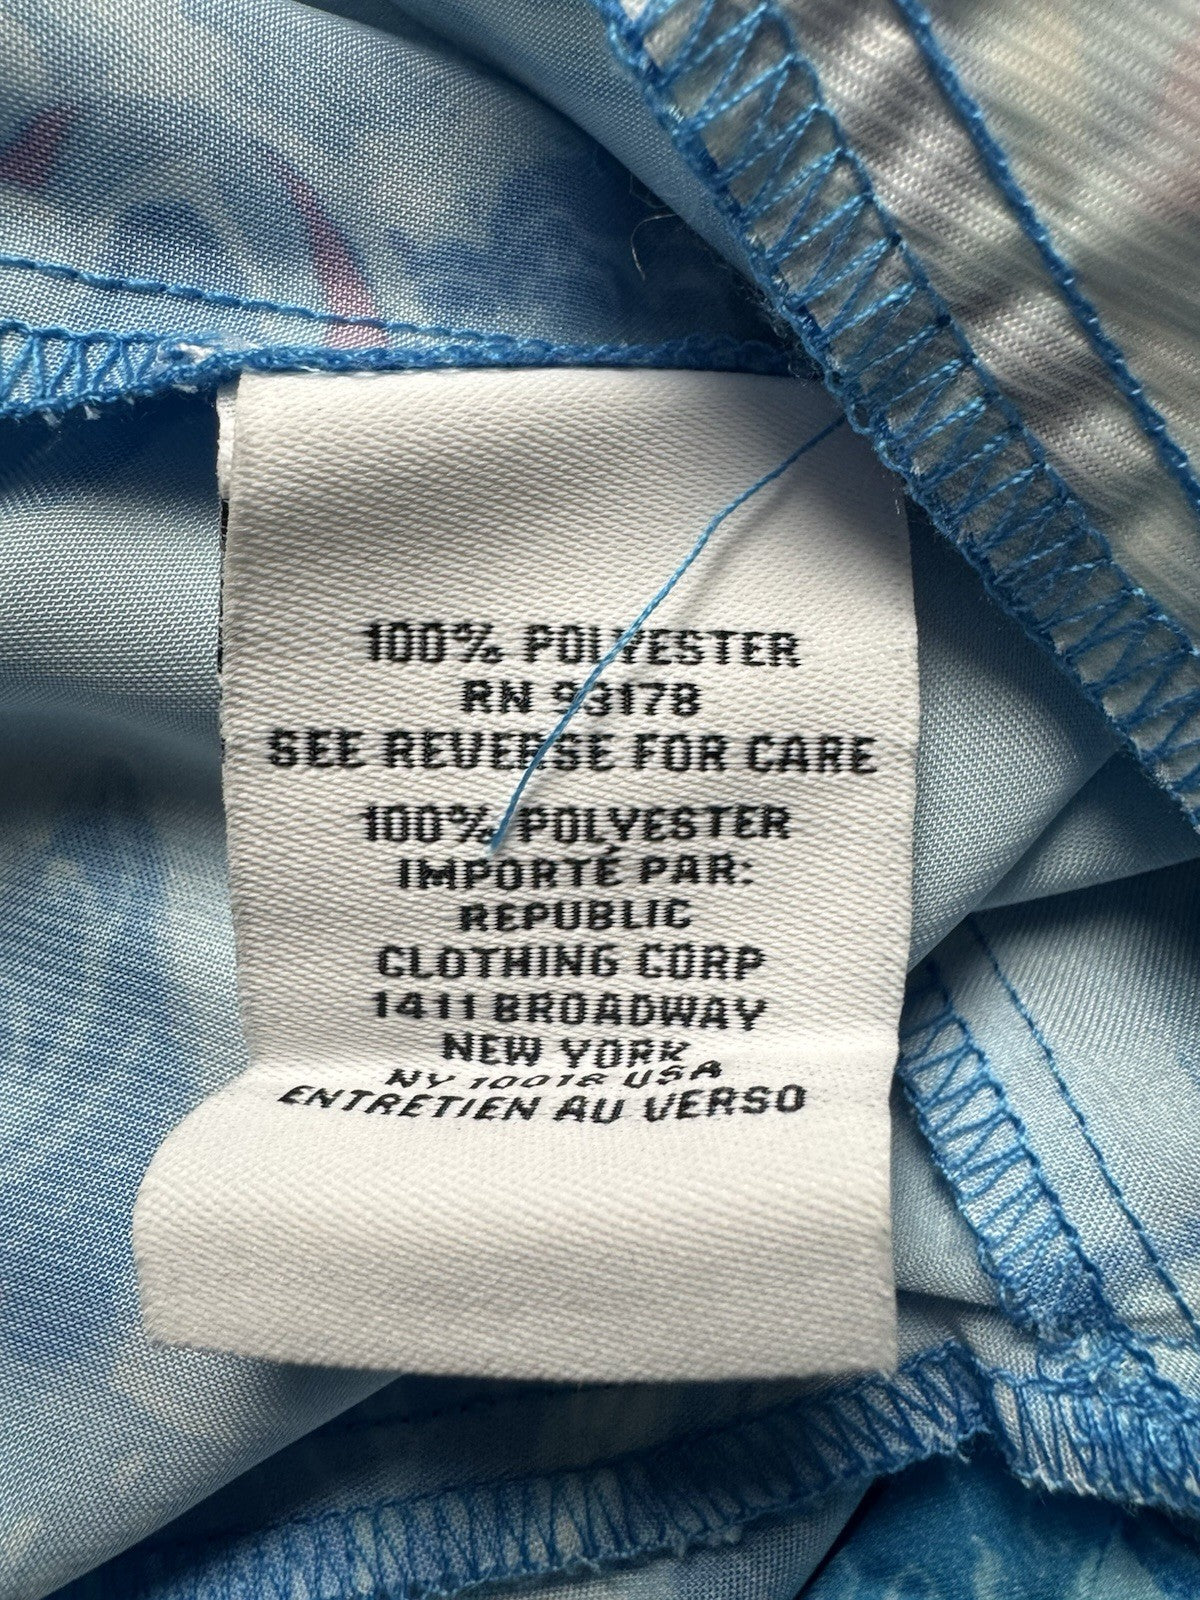 100% POLYESTER
RN 93178
SEE REVERSE FOR CARE
100% POLYESTER
IMPORTÉ PAR:
REPUBLIC
CLOTHING CORP
1411 BROADWAY
NEW YORK
NY 10018 USA
ENTRETIEN AU VERSO